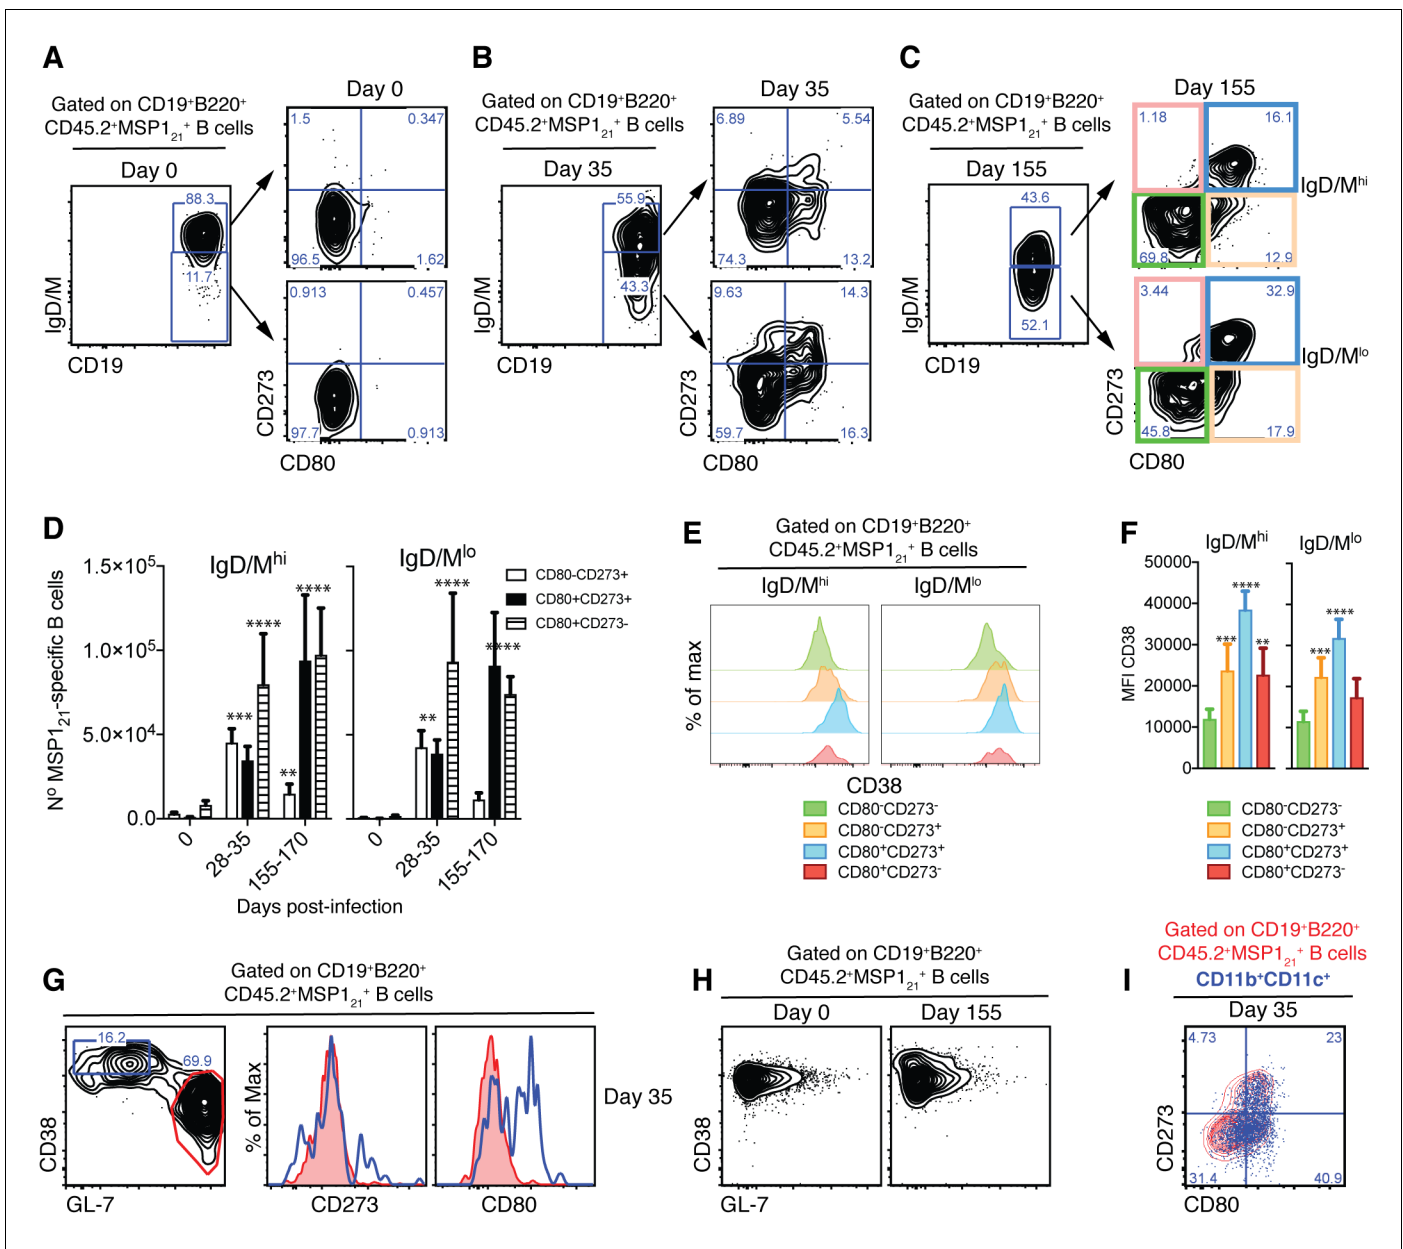 A
Gated on CD19⁺B220⁺
CD45.2⁺MSP1₂₁⁺ B cells
Day 0
Day 0
88.3
11.7
IgD/M
CD19
1.5
0.347
96.5
1.62
0.913
0.457
97.7
0.913
CD273
CD80
B
Gated on CD19⁺B220⁺
CD45.2⁺MSP1₂₁⁺ B cells
Day 35
Day 35
55.9
43.3
IgD/M
CD19
6.89
5.54
74.3
13.2
9.63
14.3
59.7
16.3
CD273
CD80
C
Gated on CD19⁺B220⁺
CD45.2⁺MSP1₂₁⁺ B cells
Day 155
Day 155
43.6
52.1
IgD/M
CD19
1.18
16.1
69.8
12.9
IgD/Mʰⁱ
3.44
32.9
45.8
17.9
IgD/Mˡᵒ
CD273
CD80
D
Nº MSP1₂₁-specific B cells
1.5×10⁵
1.0×10⁵
5.0×10⁴
0.0
IgD/Mʰⁱ
IgD/Mˡᵒ
CD80-CD273+
CD80+CD273+
CD80+CD273-
***
****
**
****
**
****
****
0
28-35
155-170
0
28-35
155-170
Days post-infection
E
Gated on CD19⁺B220⁺
CD45.2⁺MSP1₂₁⁺ B cells
IgD/Mʰⁱ
IgD/Mˡᵒ
% of max
CD38
CD80⁻CD273⁻
CD80⁻CD273⁺
CD80⁺CD273⁺
CD80⁺CD273⁻
F
IgD/Mʰⁱ
IgD/Mˡᵒ
MFI CD38
50000
40000
30000
20000
10000
0
***
****
**
***
****
CD80⁻CD273⁻
CD80⁻CD273⁺
CD80⁺CD273⁺
CD80⁺CD273⁻
G
Gated on CD19⁺B220⁺
CD45.2⁺MSP1₂₁⁺ B cells
16.2
69.9
CD38
GL-7
% of Max
CD273
CD80
Day 35
H
Gated on CD19⁺B220⁺
CD45.2⁺MSP1₂₁⁺ B cells
Day 0
Day 155
CD38
GL-7
I
Gated on CD19⁺B220⁺
CD45.2⁺MSP1₂₁⁺ B cells
CD11b⁺CD11c⁺
Day 35
4.73
23
31.4
40.9
CD273
CD80